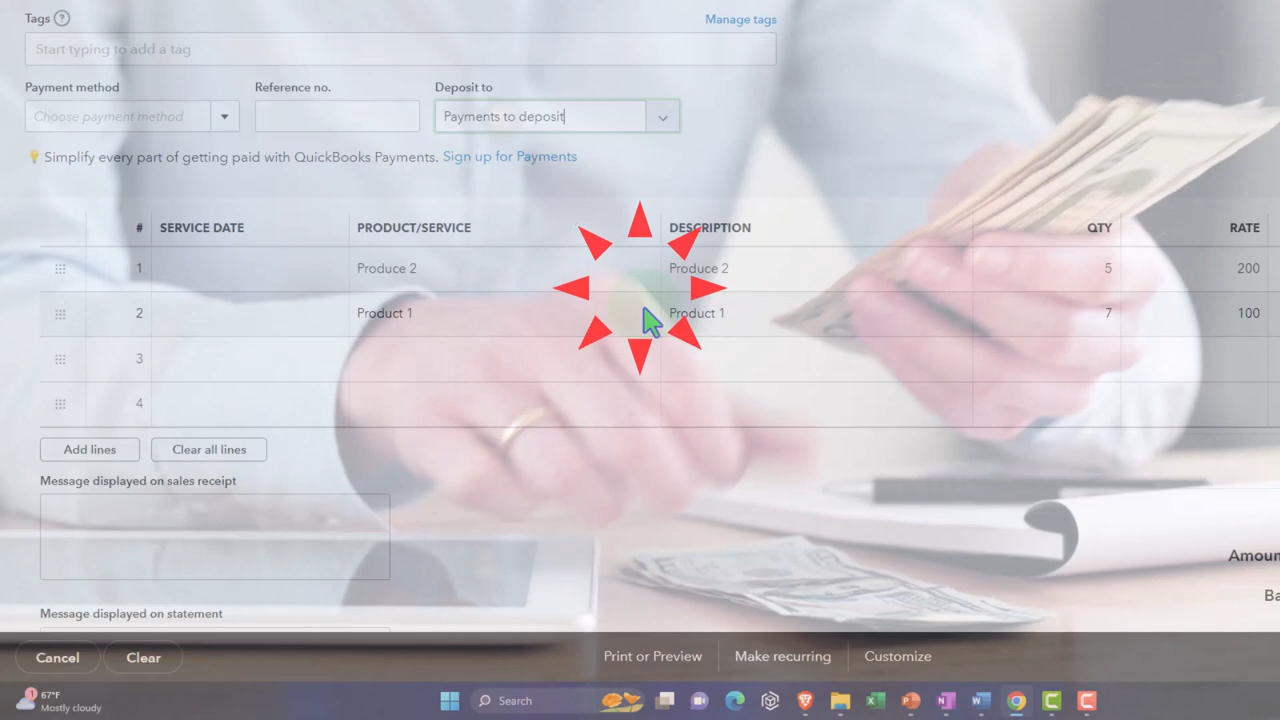 Tags ?
Manage tags
Start typing to add a tag
Payment method
Reference no.
Deposit to
Choose payment method
Payments to deposit
Simplify every part of getting paid with QuickBooks Payments. Sign up for Payments
# SERVICE DATE PRODUCT/SERVICE DESCRIPTION QTY RATE
1 Produce 2 Produce 2 5 200
2 Product 1 Product 1 7 100
3
4
Add lines Clear all lines
Message displayed on sales receipt
Amoun
Ba
Message displayed on statement
Cancel Clear Print or Preview Make recurring Customize
1 67°F
Mostly cloudy
Search